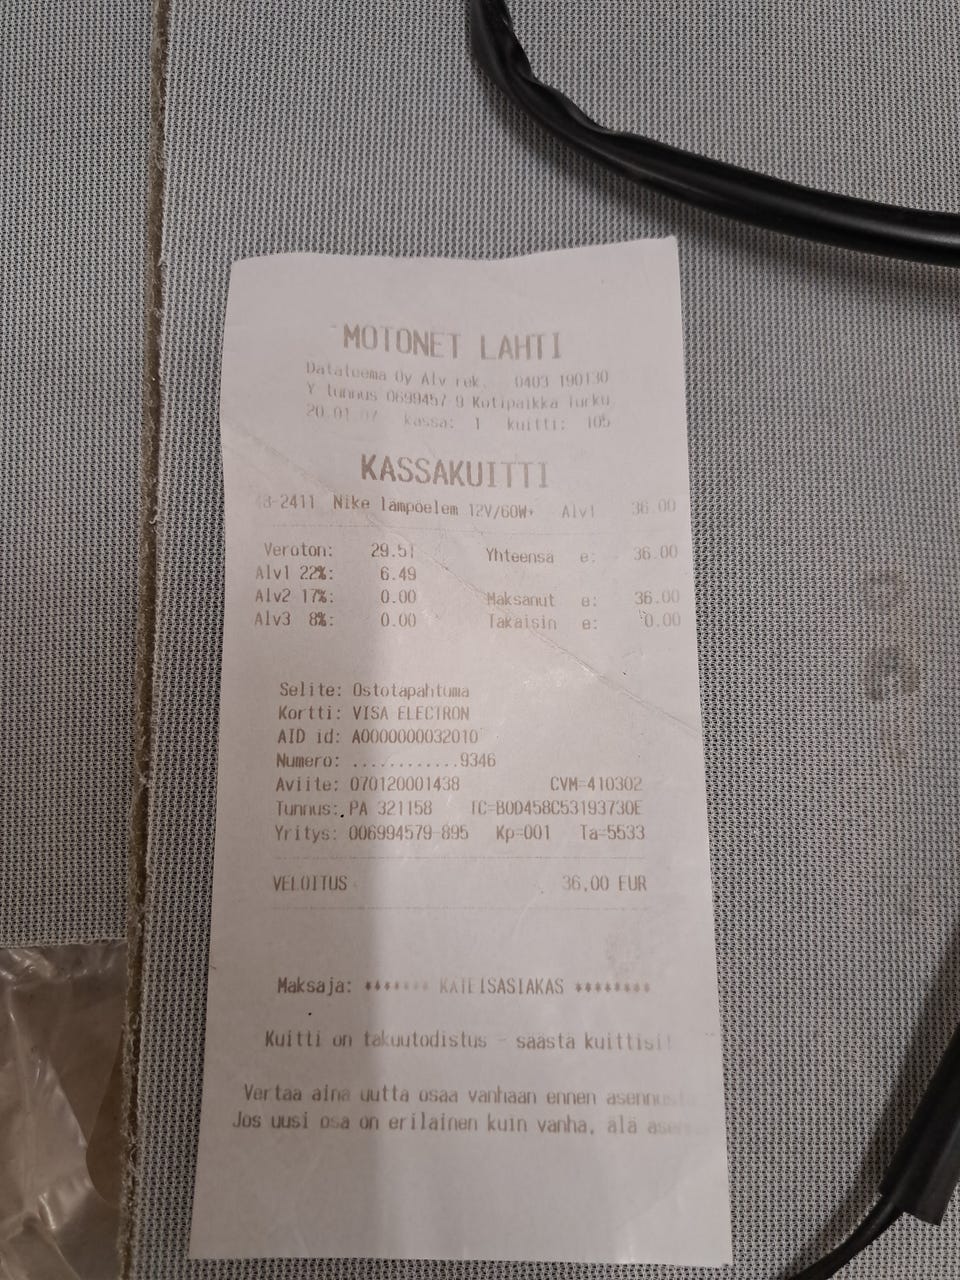 MOTONET LAHTI
Dataleema Oy Alv rek. 0403 190130
Y tunnus 0699457-9 Kotipaikka Turku
20.01.07 kassa: 1 kuitti: 105
KASSAKUITTI
48-2411 Nike lämpöelem 12V/60W+ Alv1 36.00
Veroton: 29.51 Yhteensä e: 36.00
Alv1 22%: 6.49
Alv2 17%: 0.00 Maksanut e: 36.00
Alv3 8%: 0.00 Takaisin e: 0.00
Selite: Ostotapahtuma
Kortti: VISA ELECTRON
AID id: A0000000032010
Numero: ............9346
Aviite: 070120001438 CVM=410302
Tunnus: PA 321158 TC=B0D458C53193730E
Yritys: 006994579-895 Kp=001 Ta=5533
VELOITUS 36,00 EUR
Maksaja: ******* KATEISASIAKAS ********
Kuitti on takuutodistus - säästä kuittisi!
Vertaa aina uutta osaa vanhaan ennen asennusta
Jos uusi osa on erilainen kuin vanha, älä